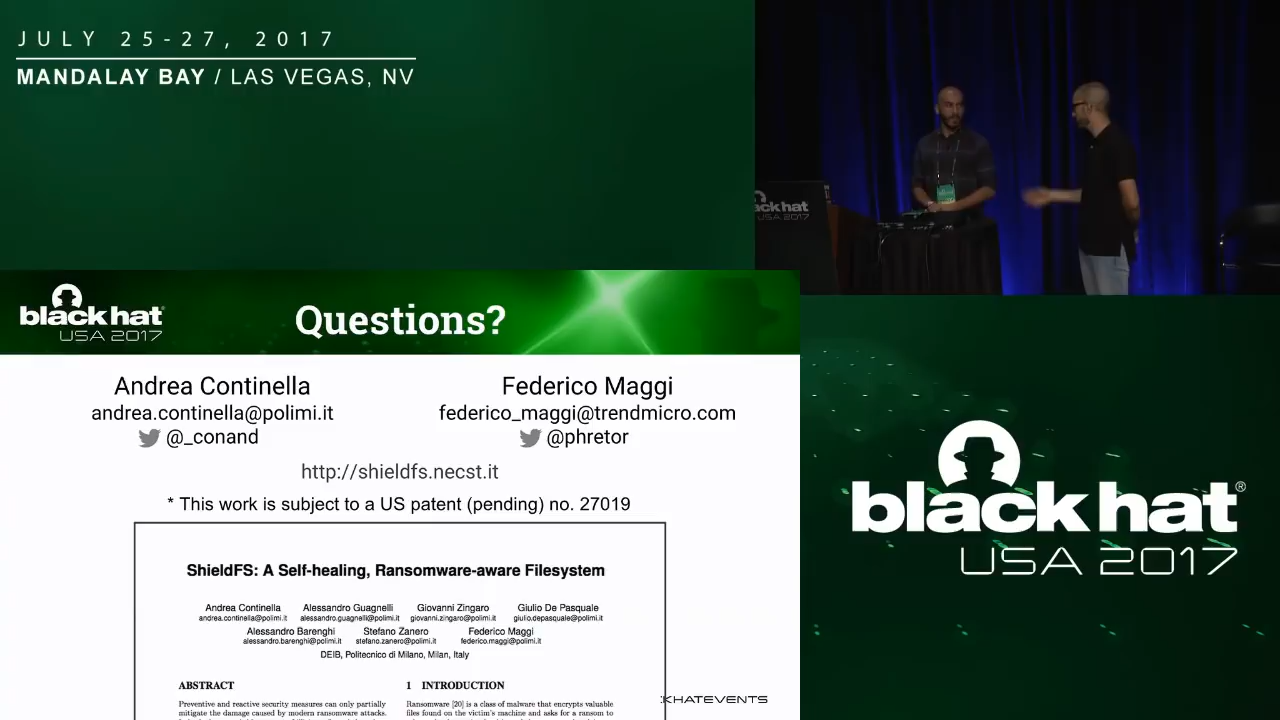 JULY 25-27, 2017
MANDALAY BAY / LAS VEGAS, NV
ack hat
USA 2017
black hat
USA 2017
Questions?
Andrea Continella
andrea.continella@polimi.it
@_conand
Federico Maggi
federico_maggi@trendmicro.com
@phretor
http://shieldfs.necst.it
* This work is subject to a US patent (pending) no. 27019
ShieldFS: A Self-healing, Ransomware-aware Filesystem
Andrea Continella Alessandro Guagnelli Giovanni Zingaro Giulio De Pasquale
andrea.continella@polimi.it alessandro.guagnelli@polimi.it giovanni.zingaro@polimi.it giulio.depasquale@polimi.it
Alessandro Barenghi Stefano Zanero Federico Maggi
alessandro.barenghi@polimi.it stefano.zanero@polimi.it federico.maggi@polimi.it
DEIB, Politecnico di Milano, Milan, Italy
ABSTRACT
Preventive and reactive security measures can only partially
mitigate the damage caused by modern ransomware attacks.
1 INTRODUCTION
Ransomware [20] is a class of malware that encrypts valuable
files found on the victim's machine and asks for a ransom to
KHATEVENTS
black hat®
USA 2017